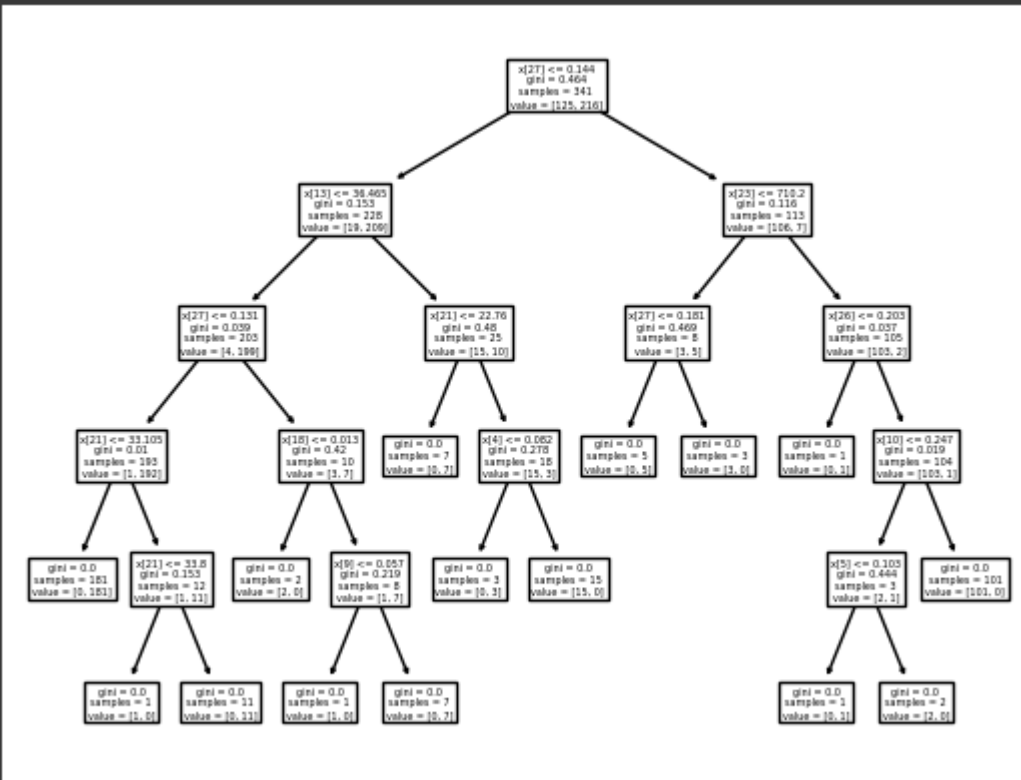 x[27] <= 0.144
gini = 0.464
samples = 341
value = [125, 216]
x[13] <= 36.465
gini = 0.153
samples = 228
value = [19, 209]
x[23] <= 710.2
gini = 0.116
samples = 113
value = [106, 7]
x[27] <= 0.131
gini = 0.039
samples = 203
value = [4, 199]
x[21] <= 22.76
gini = 0.48
samples = 25
value = [15, 10]
x[27] <= 0.181
gini = 0.469
samples = 8
value = [3, 5]
x[26] <= 0.203
gini = 0.037
samples = 105
value = [103, 2]
x[21] <= 33.105
gini = 0.01
samples = 193
value = [1, 192]
x[18] <= 0.013
gini = 0.42
samples = 10
value = [3, 7]
gini = 0.0
samples = 7
value = [0, 7]
x[4] <= 0.082
gini = 0.278
samples = 18
value = [15, 3]
gini = 0.0
samples = 5
value = [0, 5]
gini = 0.0
samples = 3
value = [3, 0]
gini = 0.0
samples = 1
value = [0, 1]
x[10] <= 0.247
gini = 0.019
samples = 104
value = [103, 1]
gini = 0.0
samples = 181
value = [0, 181]
x[21] <= 33.8
gini = 0.153
samples = 12
value = [1, 11]
gini = 0.0
samples = 2
value = [2, 0]
x[9] <= 0.057
gini = 0.219
samples = 8
value = [1, 7]
gini = 0.0
samples = 3
value = [0, 3]
gini = 0.0
samples = 15
value = [15, 0]
x[5] <= 0.103
gini = 0.444
samples = 3
value = [2, 1]
gini = 0.0
samples = 101
value = [101, 0]
gini = 0.0
samples = 1
value = [1, 0]
gini = 0.0
samples = 11
value = [0, 11]
gini = 0.0
samples = 1
value = [1, 0]
gini = 0.0
samples = 7
value = [0, 7]
gini = 0.0
samples = 1
value = [0, 1]
gini = 0.0
samples = 2
value = [2, 0]